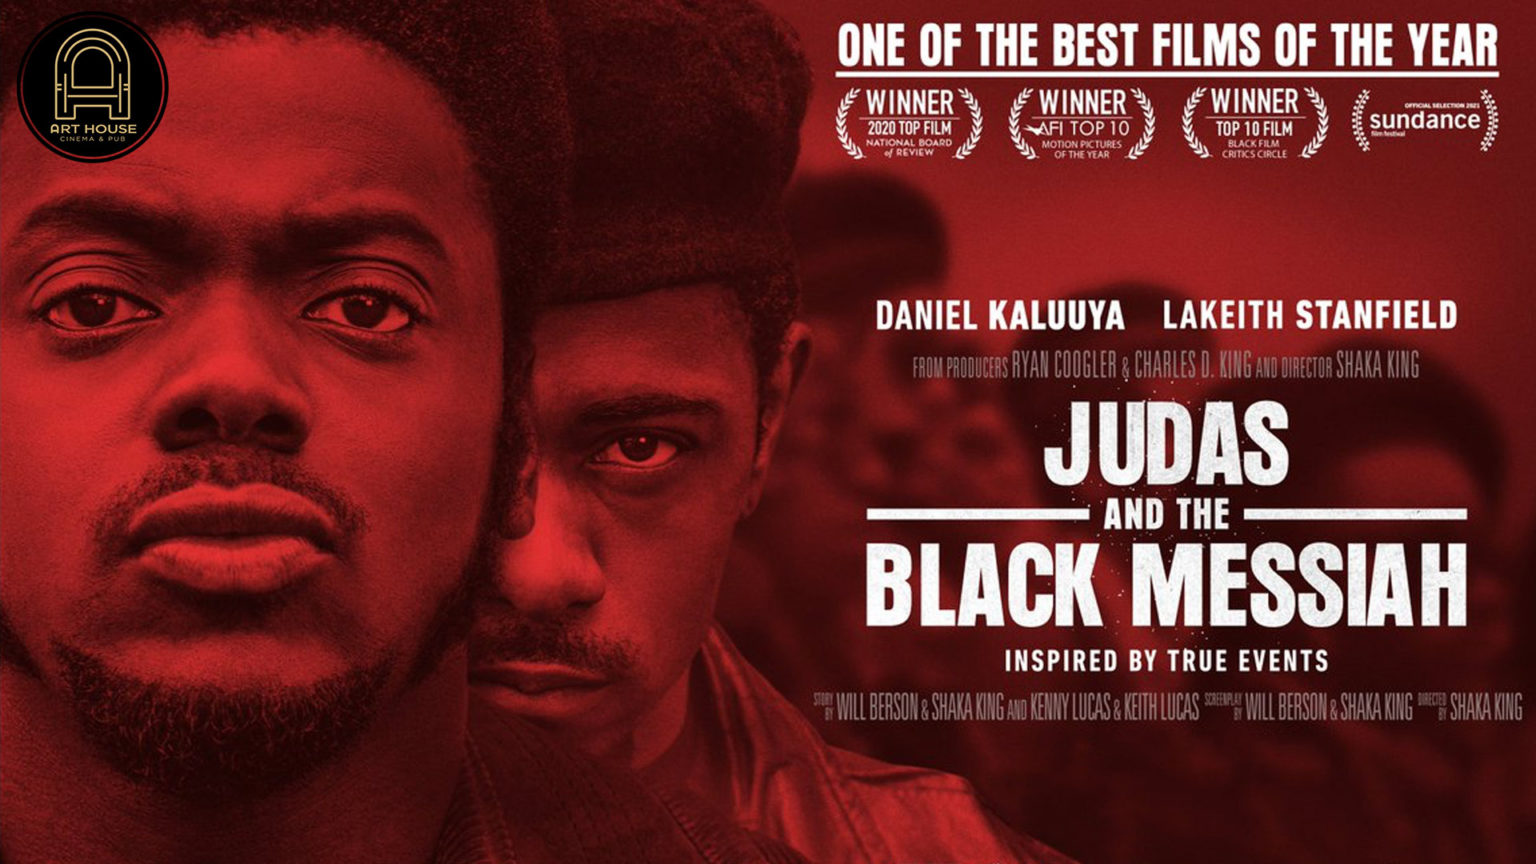 ART HOUSE
CINEMA & PUB
ONE OF THE BEST FILMS OF THE YEAR
WINNER
2020 TOP FILM
NATIONAL BOARD
of REVIEW
WINNER
AFI TOP 10
MOTION PICTURES
OF THE YEAR
WINNER
TOP 10 FILM
BLACK FILM
CRITICS CIRCLE
OFFICIAL SELECTION 2021
sundance
film festival
DANIEL KALUUYA LAKEITH STANFIELD
FROM PRODUCERS RYAN COOGLER & CHARLES D. KING AND DIRECTOR SHAKA KING
JUDAS
AND THE
BLACK MESSIAH
INSPIRED BY TRUE EVENTS
STORY BY WILL BERSON & SHAKA KING AND KENNY LUCAS & KEITH LUCAS SCREENPLAY BY WILL BERSON & SHAKA KING DIRECTED BY SHAKA KING